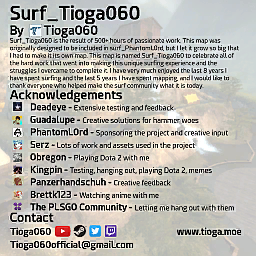 Surf_Tioga060
By Tioga060
Surf_Tioga060 is the result of 500+ hours of passionate work. This map was
originally designed to be included in surf_PhantomL0rd, but I let it grow so big that
I had to make it its own map. This map is named Surf_Tioga060 to celebrate all of
the hard work that went into making this unique surfing experience and the
struggles I overcame to complete it. I have very much enjoyed the last 8 years I
have spent surfing and the last 5 years I have spent mapping, and I would like to
thank everyone who helped make the surf community what it is today.
Acknowledgements
Deadeye - Extensive testing and feedback
Guadalupe - Creative solutions for hammer woes
PhantomL0rd - Sponsoring the project and creative input
Serz - Lots of work and assets used in the project
Obregon - Playing Dota 2 with me
Kingpin - Testing, hanging out, playing Dota 2, memes
Panzerhandschuh - Creative feedback
Brettk123 - Watching anime with me
The PLSGO Community - Letting me hang out with them
Contact
Tioga060 www.tioga.moe
Tioga060official@gmail.com